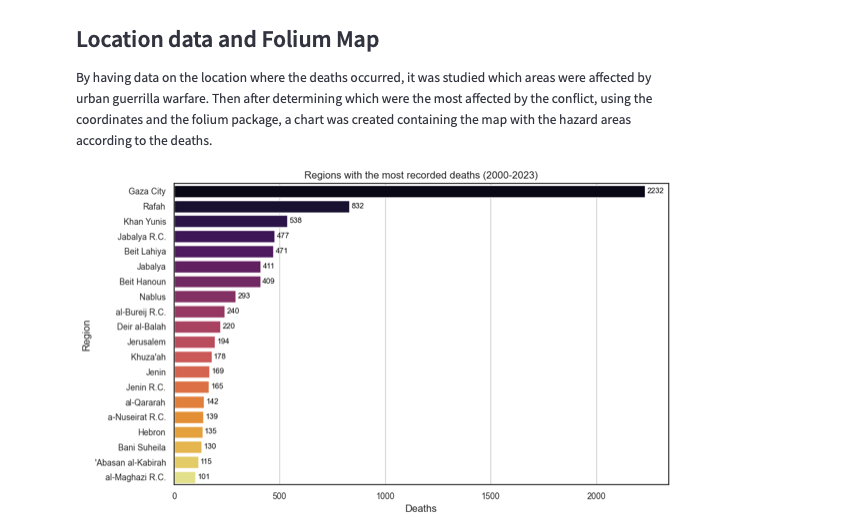 Location data and Folium Map
By having data on the location where the deaths occurred, it was studied which areas were affected by
urban guerrilla warfare. Then after determining which were the most affected by the conflict, using the
coordinates and the folium package, a chart was created containing the map with the hazard areas
according to the deaths.
Regions with the most recorded deaths (2000-2023)
Region
Gaza City 2232
Rafah 832
Khan Yunis 538
Jabalya R.C. 477
Beit Lahiya 471
Jabalya 411
Beit Hanoun 409
Nablus 293
al-Bureij R.C. 240
Deir al-Balah 220
Jerusalem 194
Khuza'ah 178
Jenin 169
Jenin R.C. 165
al-Qararah 142
a-Nuseirat R.C. 139
Hebron 135
Bani Suheila 130
'Abasan al-Kabirah 115
al-Maghazi R.C. 101
0 500 1000 1500 2000
Deaths